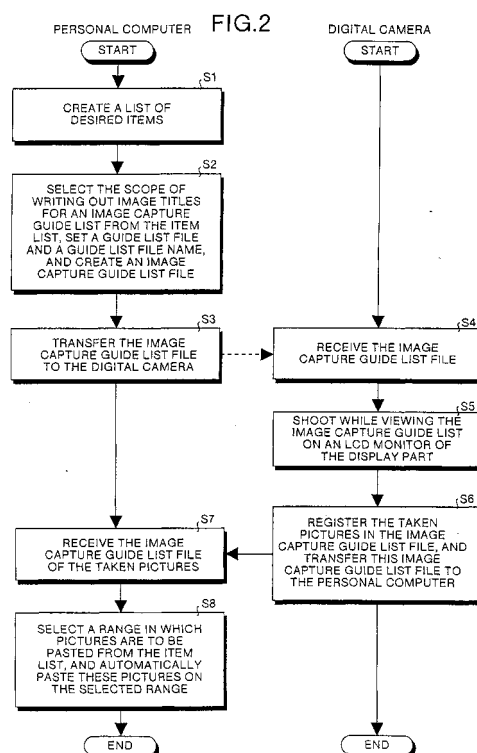 FIG.2
PERSONAL COMPUTER
DIGITAL CAMERA
START
START
S1
CREATE A LIST OF
DESIRED ITEMS
S2
SELECT THE SCOPE OF
WRITING OUT IMAGE TITLES
FOR AN IMAGE CAPTURE
GUIDE LIST FROM THE ITEM
LIST, SET A GUIDE LIST FILE
AND A GUIDE LIST FILE NAME,
AND CREATE AN IMAGE
CAPTURE GUIDE LIST FILE
S3
TRANSFER THE IMAGE
CAPTURE GUIDE LIST FILE
TO THE DIGITAL CAMERA
S4
RECEIVE THE IMAGE
CAPTURE GUIDE LIST FILE
S5
SHOOT WHILE VIEWING THE
IMAGE CAPTURE GUIDE LIST
ON AN LCD MONITOR OF
THE DISPLAY PART
S6
REGISTER THE TAKEN
PICTURES IN THE IMAGE
CAPTURE GUIDE LIST FILE, AND
TRANSFER THIS IMAGE
CAPTURE GUIDE LIST FILE TO
THE PERSONAL COMPUTER
S7
RECEIVE THE IMAGE
CAPTURE GUIDE LIST FILE
OF THE TAKEN PICTURES
S8
SELECT A RANGE IN WHICH
PICTURES ARE TO BE
PASTED FROM THE ITEM
LIST, AND AUTOMATICALLY
PASTE THESE PICTURES ON
THE SELECTED RANGE
END
END